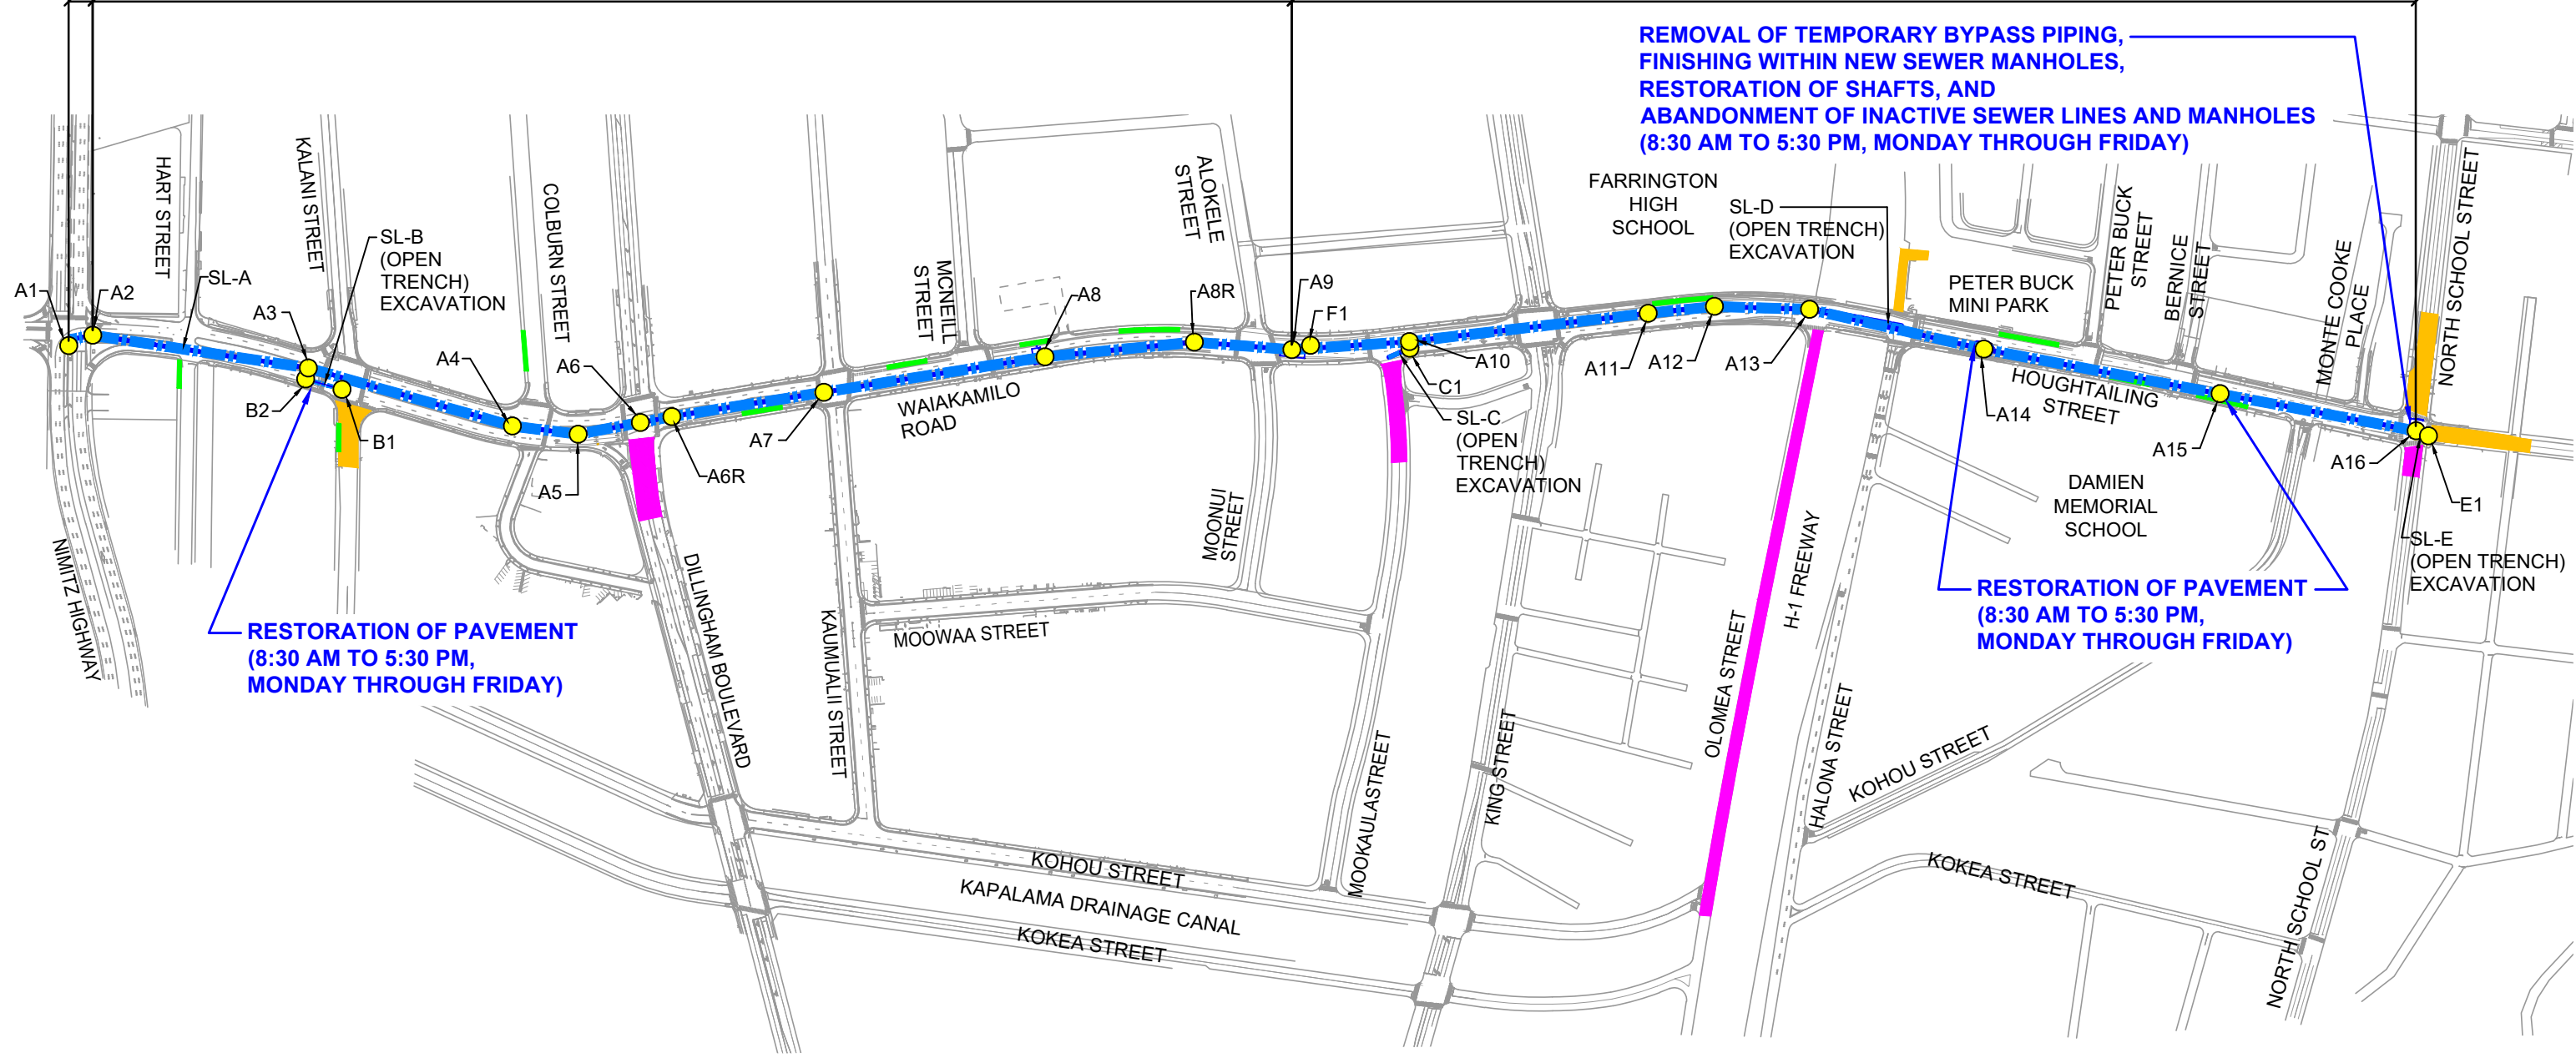 REMOVAL OF TEMPORARY BYPASS PIPING,
FINISHING WITHIN NEW SEWER MANHOLES,
RESTORATION OF SHAFTS, AND
ABANDONMENT OF INACTIVE SEWER LINES AND MANHOLES
(8:30 AM TO 5:30 PM, MONDAY THROUGH FRIDAY)
HART STREET
KALANI STREET
COLBURN STREET
MCNEILL
STREET
ALOKELE
STREET
FARRINGTON
HIGH
SCHOOL
SL-D
(OPEN TRENCH)
EXCAVATION
PETER BUCK
MINI PARK
PETER BUCK
STREET
BERNICE
STREET
MONTE COOKE
PLACE
NORTH SCHOOL STREET
A1
A2
SL-A
A3
SL-B
(OPEN
TRENCH)
EXCAVATION
B2
B1
A4
A5
A6
A6R
A7
WAIAKAMILO
ROAD
A8
A8R
A9
F1
A10
C1
SL-C
(OPEN
TRENCH)
EXCAVATION
A11
A12
A13
A14
HOUGHTAILING
STREET
A15
A16
E1
SL-E
(OPEN TRENCH)
EXCAVATION
DAMIEN
MEMORIAL
SCHOOL
NIMITZ HIGHWAY
RESTORATION OF PAVEMENT
(8:30 AM TO 5:30 PM,
MONDAY THROUGH FRIDAY)
DILLINGHAM BOULEVARD
KAUMUALII STREET
MOOWAA STREET
MOONUI
STREET
MOOKAULASTREET
KING STREET
OLOMEA STREET
H-1 FREEWAY
HALONA STREET
RESTORATION OF PAVEMENT
(8:30 AM TO 5:30 PM,
MONDAY THROUGH FRIDAY)
KOHOU STREET
KOHOU STREET
KAPALAMA DRAINAGE CANAL
KOKEA STREET
KOKEA STREET
NORTH SCHOOL ST